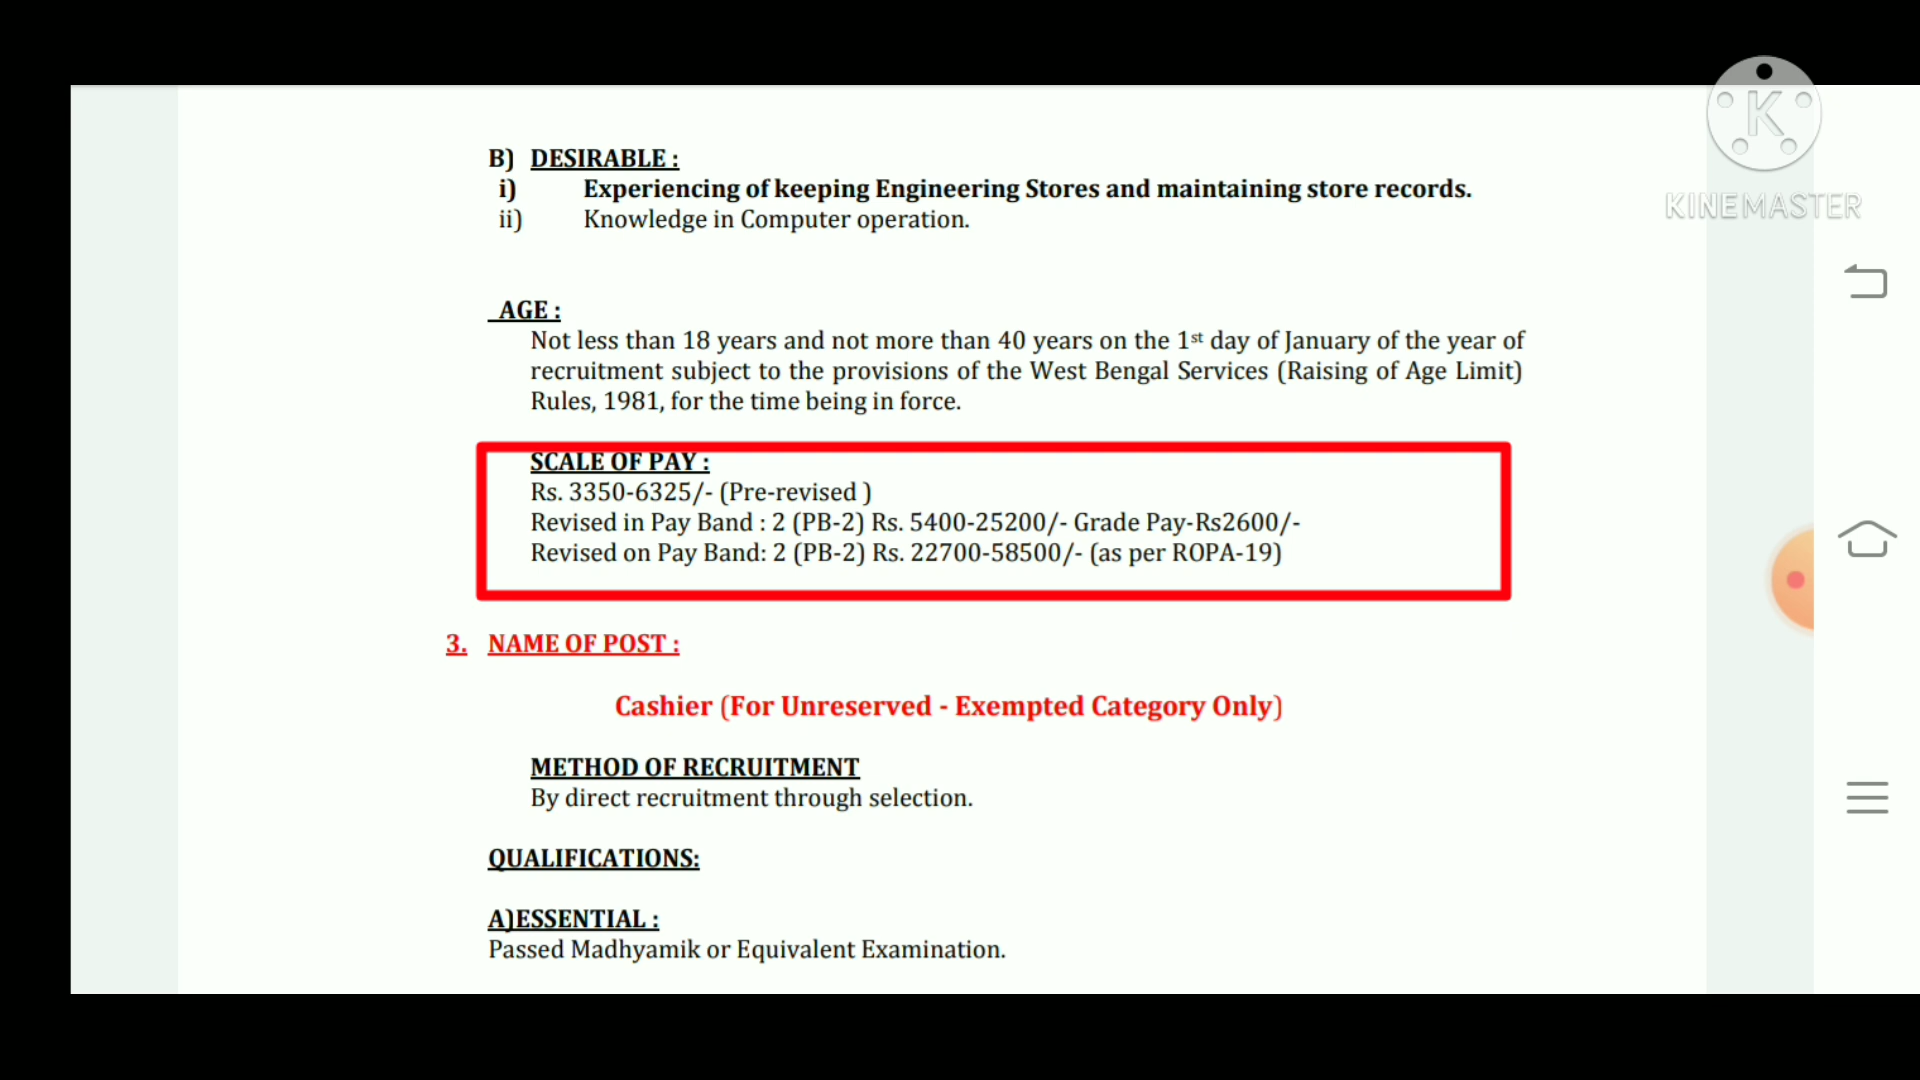 K
KINEMASTER
B) DESIRABLE :
i) Experiencing of keeping Engineering Stores and maintaining store records.
ii) Knowledge in Computer operation.
AGE :
Not less than 18 years and not more than 40 years on the 1st day of January of the year of
recruitment subject to the provisions of the West Bengal Services (Raising of Age Limit)
Rules, 1981, for the time being in force.
SCALE OF PAY :
Rs. 3350-6325/- (Pre-revised )
Revised in Pay Band : 2 (PB-2) Rs. 5400-25200/- Grade Pay-Rs2600/-
Revised on Pay Band: 2 (PB-2) Rs. 22700-58500/- (as per ROPA-19)
3. NAME OF POST :
Cashier (For Unreserved - Exempted Category Only)
METHOD OF RECRUITMENT
By direct recruitment through selection.
QUALIFICATIONS:
A)ESSENTIAL :
Passed Madhyamik or Equivalent Examination.